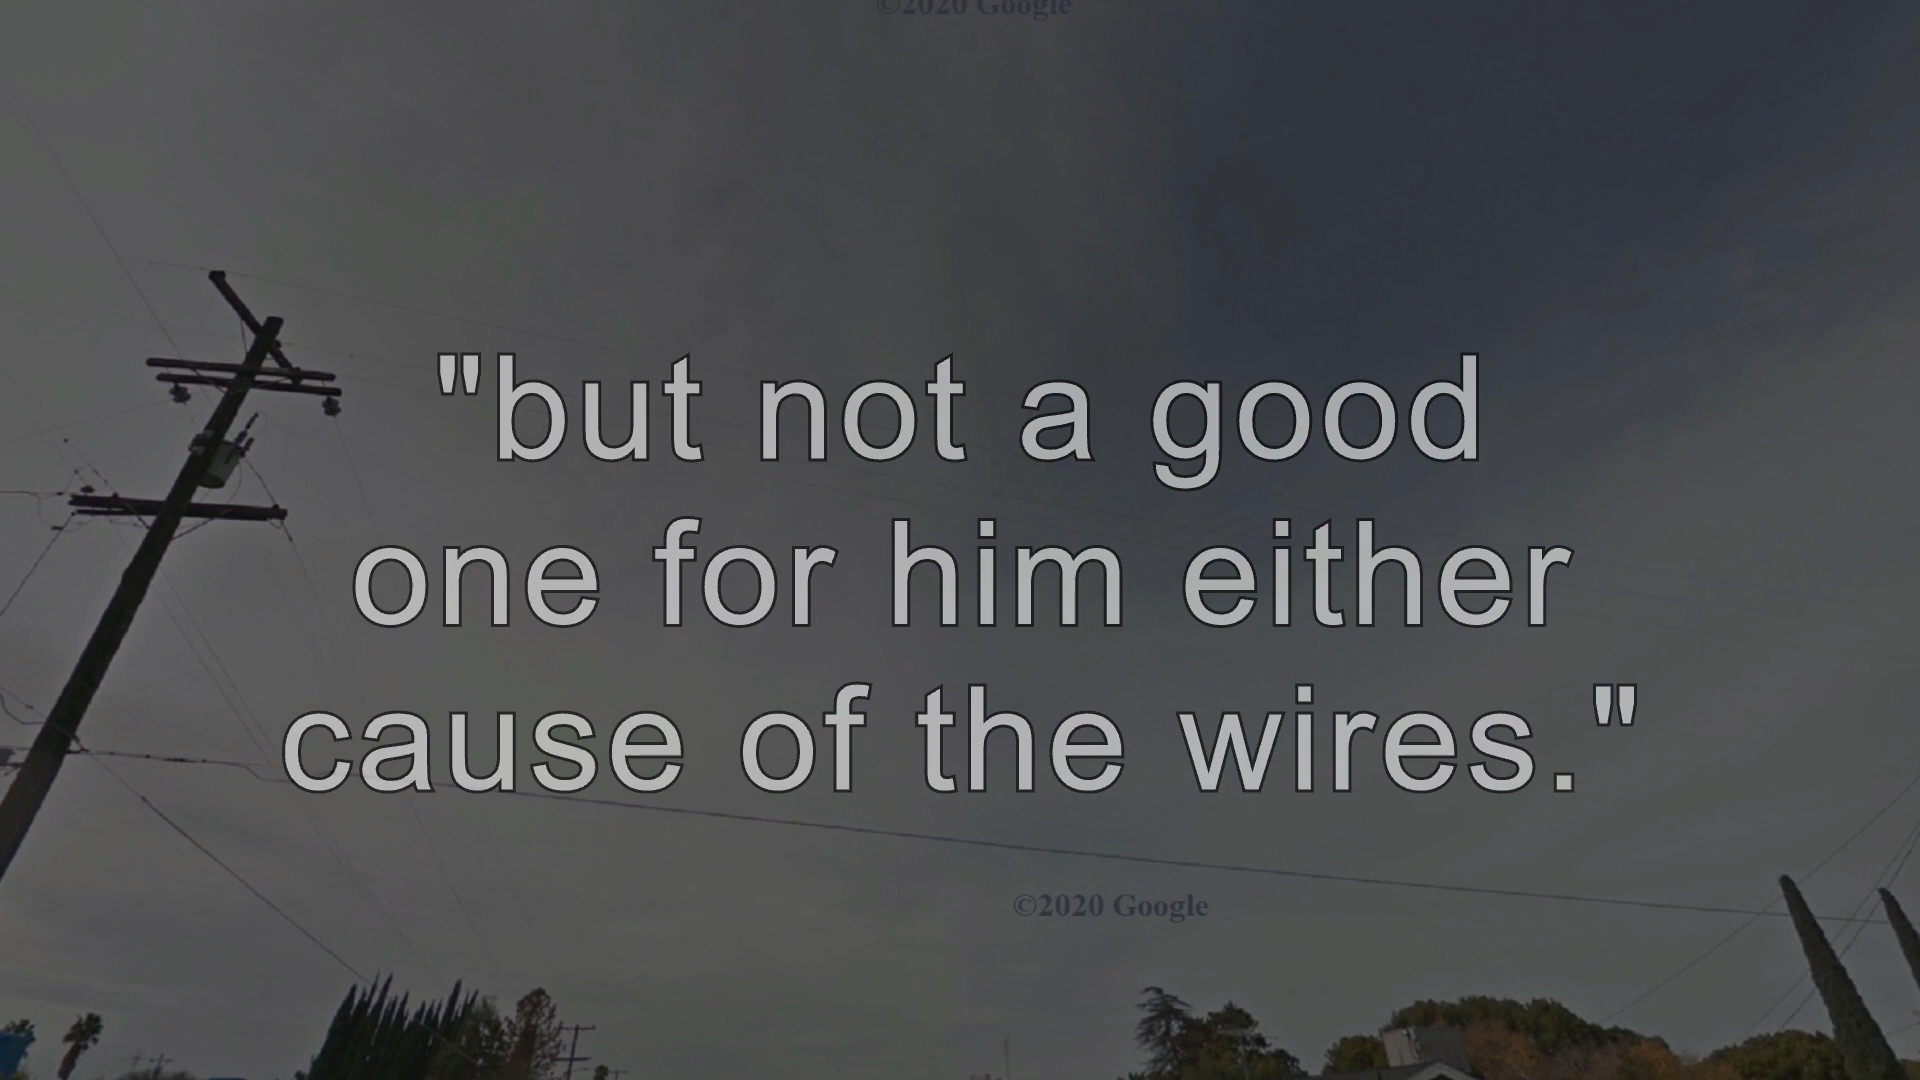 ©2020 Google
"but not a good
one for him either
cause of the wires."
©2020 Google